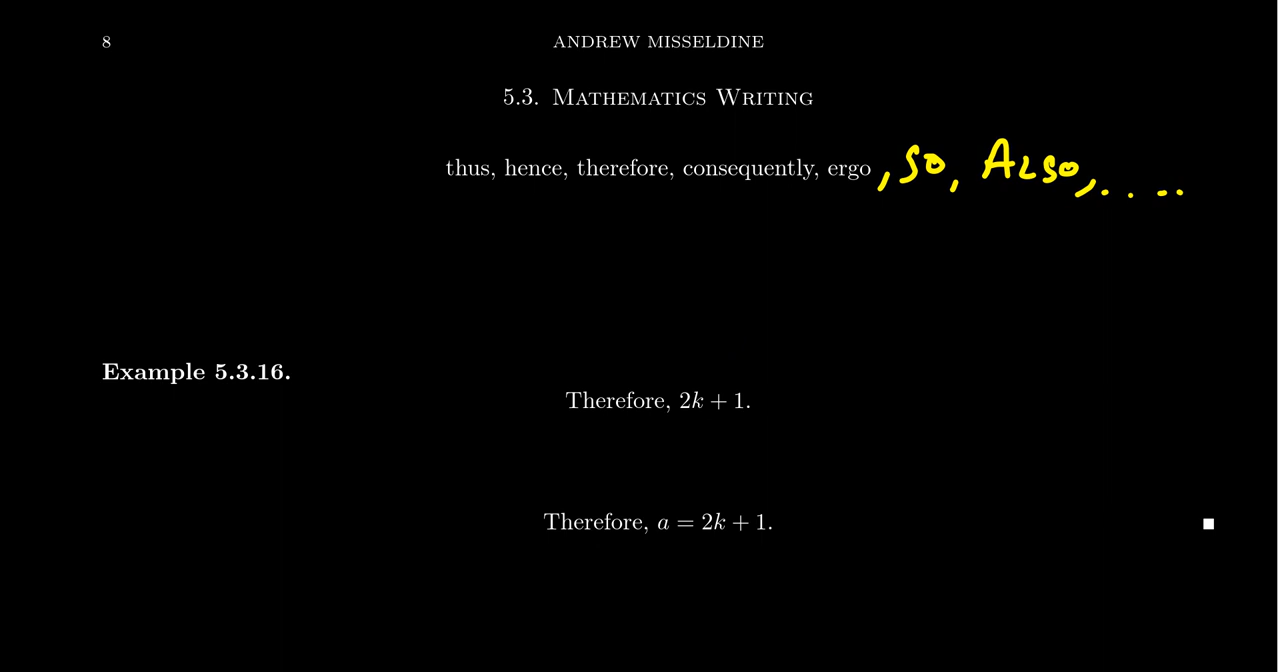 8 ANDREW MISSELDINE
5.3. MATHEMATICS WRITING
thus, hence, therefore, consequently, ergo , so, Also, ....
Example 5.3.16.
Therefore, 2k + 1.
Therefore, a = 2k + 1. ■